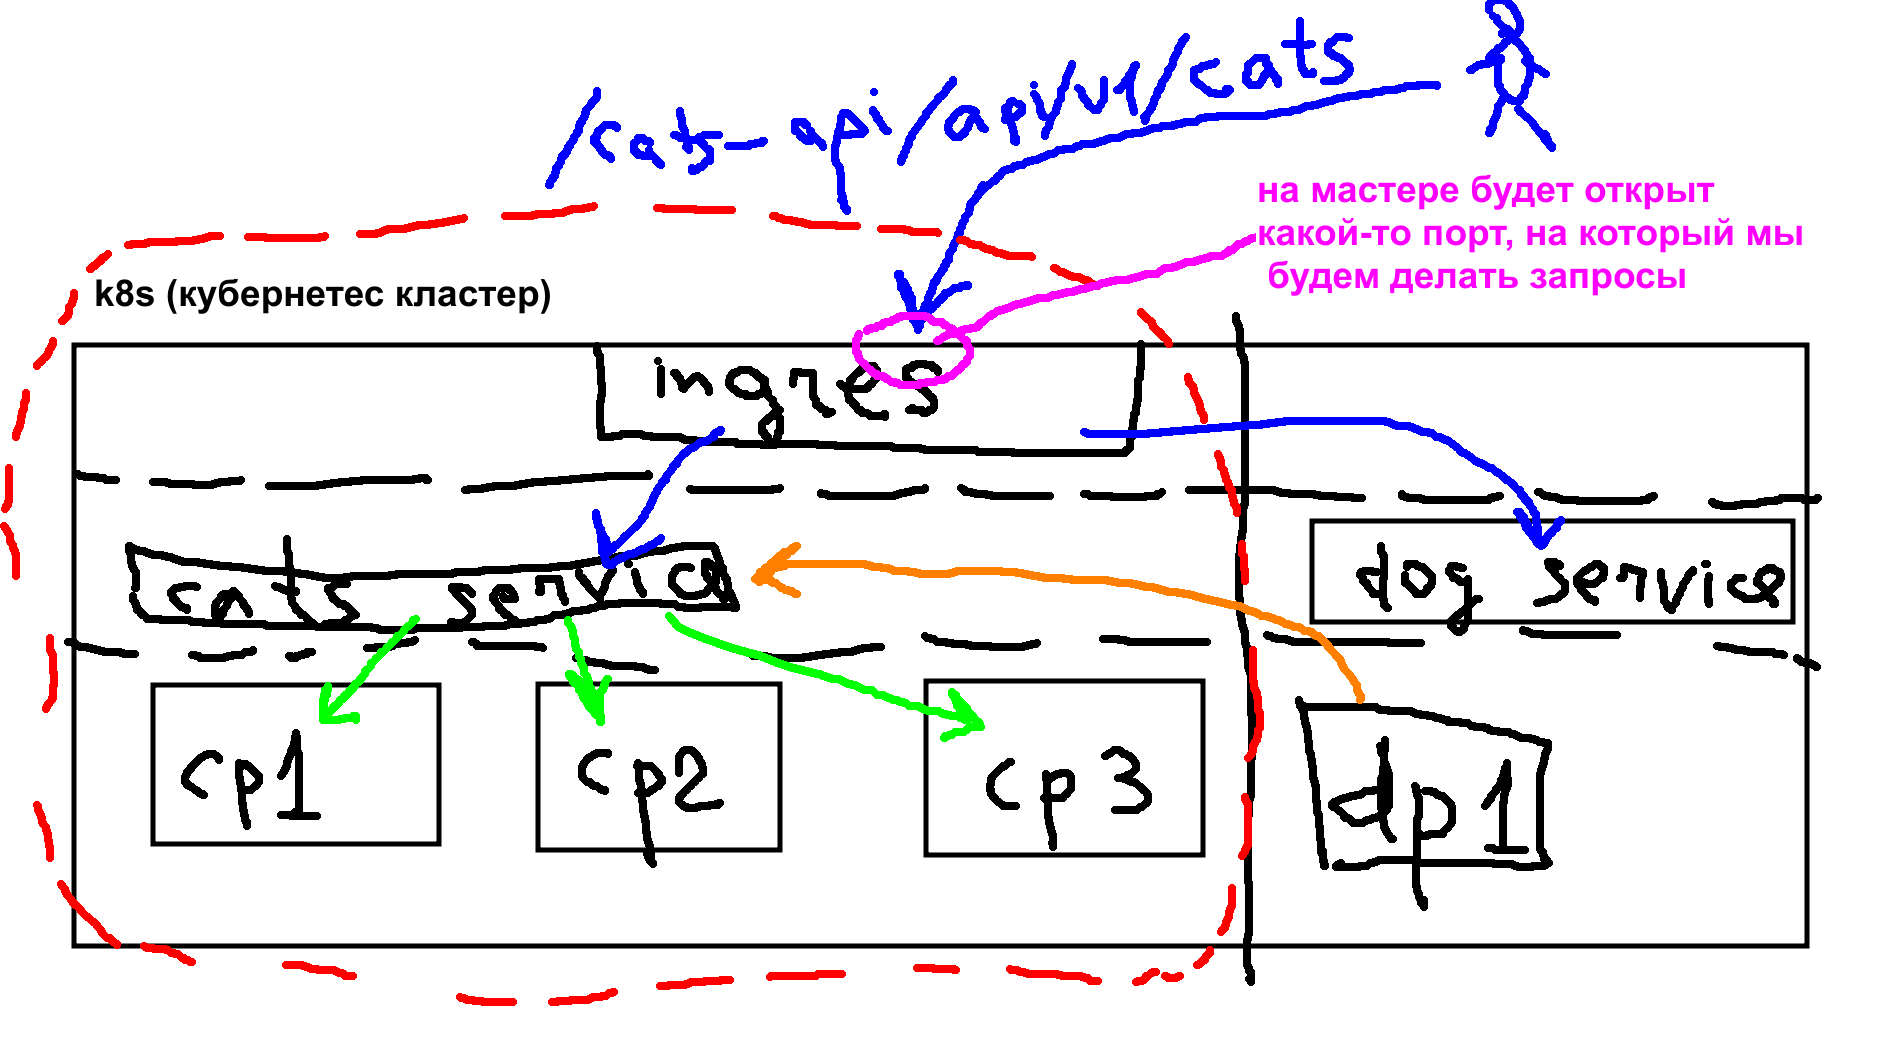 /cats-api/api/v1/cats
на мастере будет открыт
какой-то порт, на который мы
будем делать запросы
k8s (кубернетес кластер)
ingres
cats service
dog service
cp1
cp2
cp3
dp1